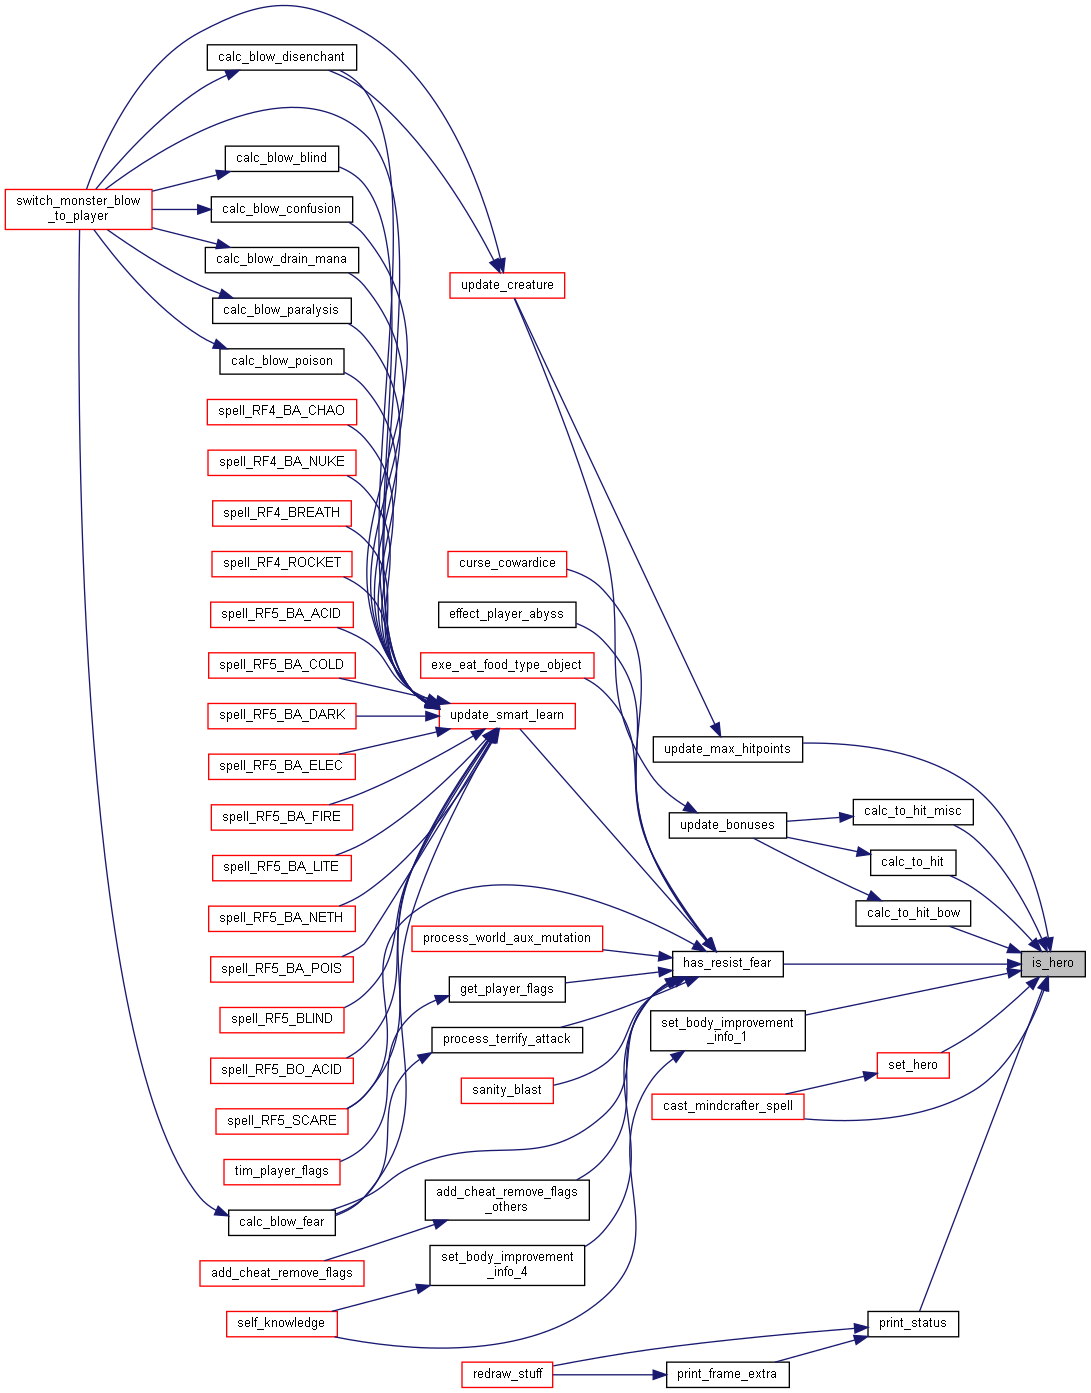 calc_blow_disenchant
calc_blow_blind
switch_monster_blow
_to_player
calc_blow_confusion
calc_blow_drain_mana
update_creature
calc_blow_paralysis
calc_blow_poison
spell_RF4_BA_CHAO
spell_RF4_BA_NUKE
spell_RF4_BREATH
spell_RF4_ROCKET
curse_cowardice
spell_RF5_BA_ACID
effect_player_abyss
spell_RF5_BA_COLD
exe_eat_food_type_object
spell_RF5_BA_DARK
update_smart_learn
update_max_hitpoints
spell_RF5_BA_ELEC
spell_RF5_BA_FIRE
update_bonuses
calc_to_hit_misc
spell_RF5_BA_LITE
calc_to_hit
spell_RF5_BA_NETH
calc_to_hit_bow
process_world_aux_mutation
spell_RF5_BA_POIS
has_resist_fear
is_hero
get_player_flags
spell_RF5_BLIND
set_body_improvement
_info_1
process_terrify_attack
spell_RF5_BO_ACID
set_hero
sanity_blast
cast_mindcrafter_spell
spell_RF5_SCARE
tim_player_flags
add_cheat_remove_flags
_others
calc_blow_fear
set_body_improvement
_info_4
add_cheat_remove_flags
self_knowledge
print_status
redraw_stuff
print_frame_extra